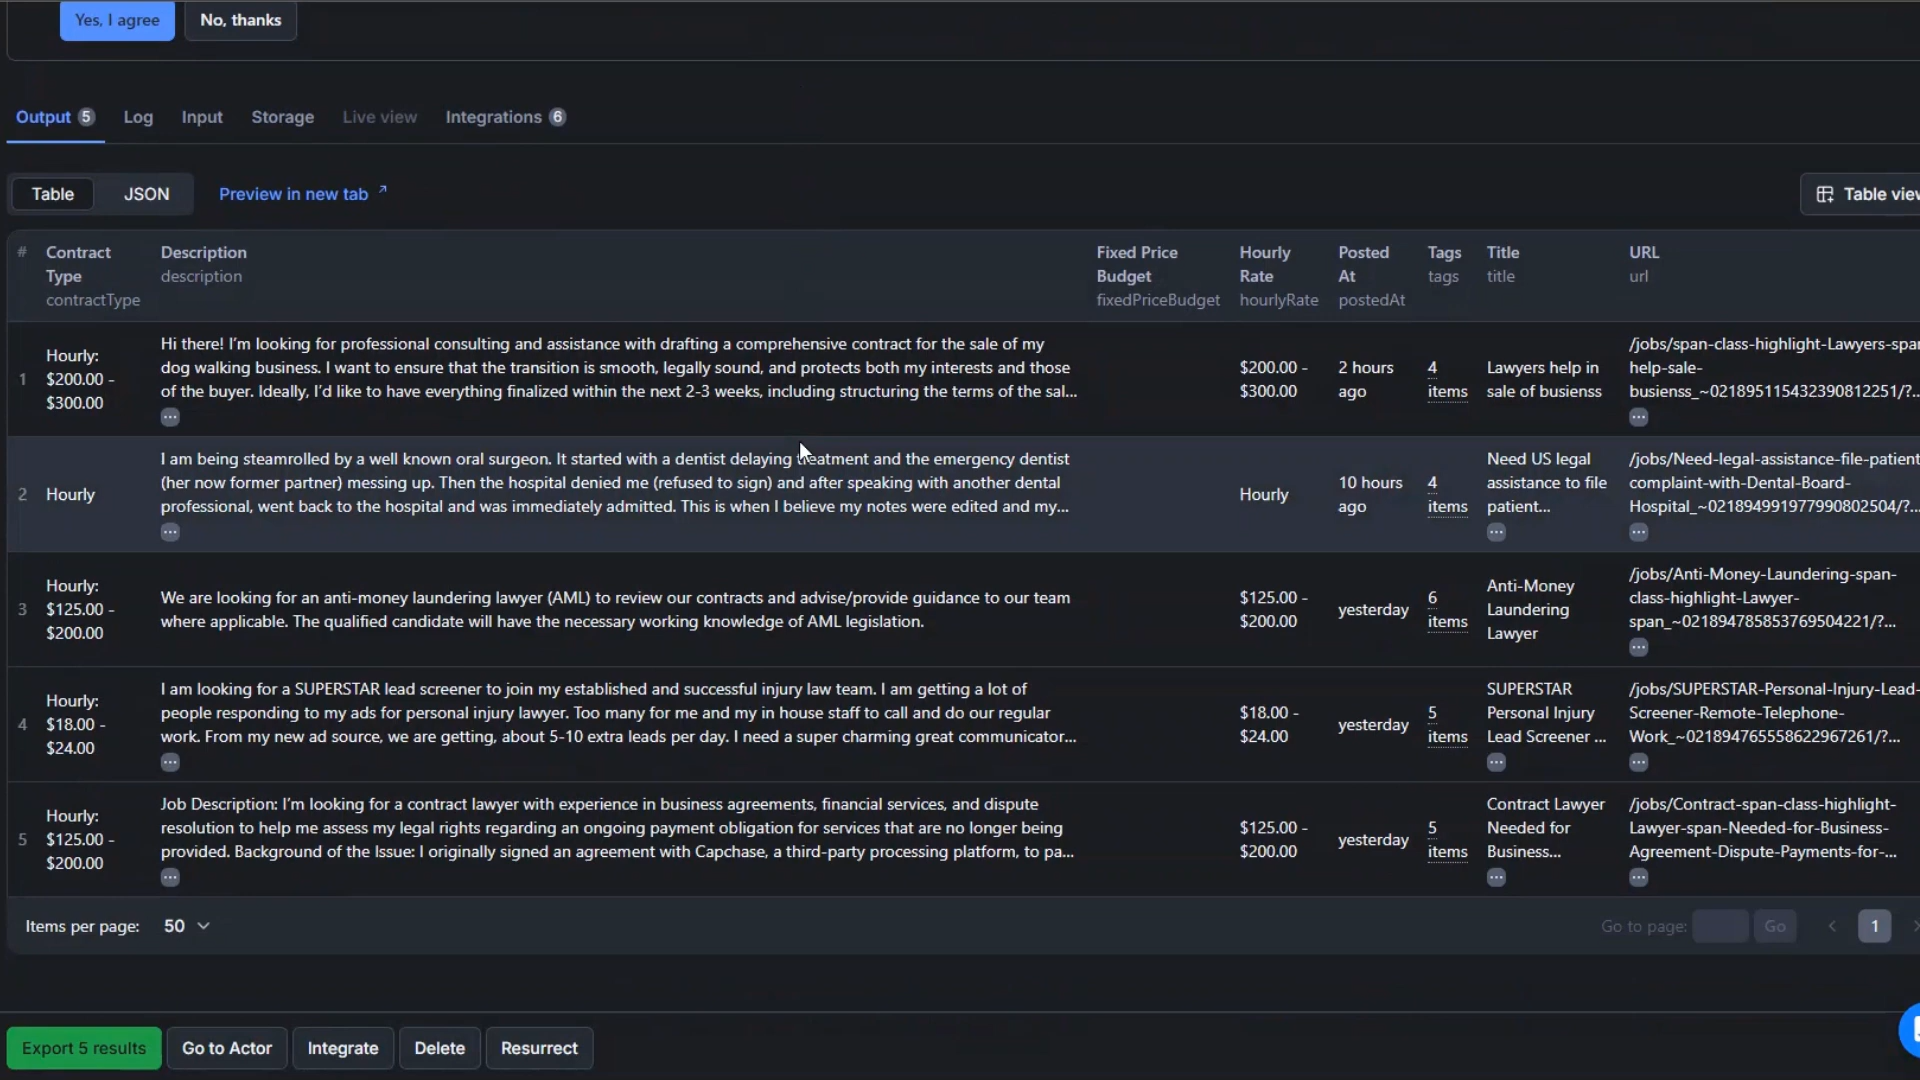 Yes, I agree
No, thanks
Output 5
Log
Input
Storage
Live view
Integrations 6
Table
JSON
Preview in new tab
#
Contract
Type
contractType
Description
description
Fixed Price
Budget
fixedPriceBudget
Hourly
Rate
hourlyRate
Posted
At
postedAt
Tags
tags
Title
title
URL
url
1
Hourly:
$200.00 -
$300.00
Hi there! I'm looking for professional consulting and assistance with drafting a comprehensive contract for the sale of my
dog walking business. I want to ensure that the transition is smooth, legally sound, and protects both my interests and those
of the buyer. Ideally, I'd like to have everything finalized within the next 2-3 weeks, including structuring the terms of the sal...
$200.00 -
$300.00
2 hours
ago
4
items
Lawyers help in
sale of busienss
/jobs/span-class-highlight-Lawyers-span
help-sale-
busienss_~021895115432390812251/?...
2
Hourly
I am being steamrolled by a well known oral surgeon. It started with a dentist delaying treatment and the emergency dentist
(her now former partner) messing up. Then the hospital denied me (refused to sign) and after speaking with another dental
professional, went back to the hospital and was immediately admitted. This is when I believe my notes were edited and my...
Hourly
10 hours
ago
4
items
Need US legal
assistance to file
patient...
/jobs/Need-legal-assistance-file-patient
complaint-with-Dental-Board-
Hospital_~021894991977990802504/?...
3
Hourly:
$125.00 -
$200.00
We are looking for an anti-money laundering lawyer (AML) to review our contracts and advise/provide guidance to our team
where applicable. The qualified candidate will have the necessary working knowledge of AML legislation.
$125.00 -
$200.00
yesterday
6
items
Anti-Money
Laundering
Lawyer
/jobs/Anti-Money-Laundering-span-
class-highlight-Lawyer-
span_~021894785853769504221/?...
4
Hourly:
$18.00 -
$24.00
I am looking for a SUPERSTAR lead screener to join my established and successful injury law team. I am getting a lot of
people responding to my ads for personal injury lawyer. Too many for me and my in house staff to call and do our regular
work. From my new ad source, we are getting, about 5-10 extra leads per day. I need a super charming great communicator...
$18.00 -
$24.00
yesterday
5
items
SUPERSTAR
Personal Injury
Lead Screener ...
/jobs/SUPERSTAR-Personal-Injury-Lead-
Screener-Remote-Telephone-
Work_~021894765558622967261/?...
5
Hourly:
$125.00 -
$200.00
Job Description: I'm looking for a contract lawyer with experience in business agreements, financial services, and dispute
resolution to help me assess my legal rights regarding an ongoing payment obligation for services that are no longer being
provided. Background of the Issue: I originally signed an agreement with Capchase, a third-party processing platform, to pa...
$125.00 -
$200.00
yesterday
5
items
Contract Lawyer
Needed for
Business...
/jobs/Contract-span-class-highlight-
Lawyer-span-Needed-for-Business-
Agreement-Dispute-Payments-for-...
Items per page: 50
Go to page:
Go
1
Export 5 results
Go to Actor
Integrate
Delete
Resurrect